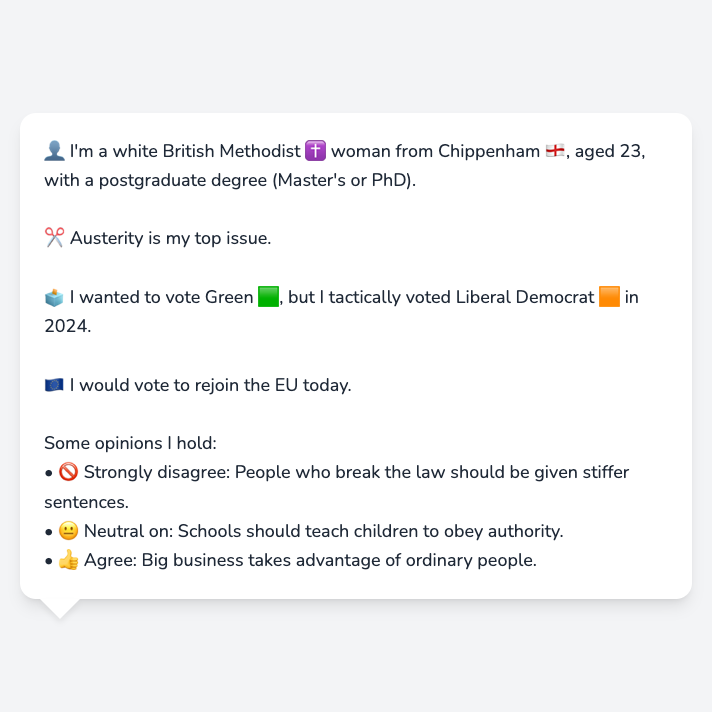 👤 I'm a white British Methodist ✝️ woman from Chippenham 🏴󠁧󠁢󠁥󠁮󠁧󠁿, aged 23,
with a postgraduate degree (Master's or PhD).
✂️ Austerity is my top issue.
🗳️ I wanted to vote Green 🟩, but I tactically voted Liberal Democrat 🟧 in
2024.
🇪🇺 I would vote to rejoin the EU today.
Some opinions I hold:
• 🚫 Strongly disagree: People who break the law should be given stiffer
sentences.
• 😐 Neutral on: Schools should teach children to obey authority.
• 👍 Agree: Big business takes advantage of ordinary people.